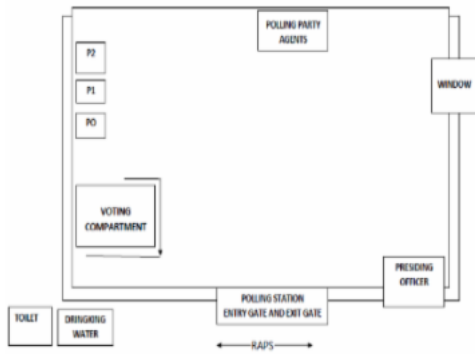 POLLING PARTY
AGENTS
P2
WINDOW
P1
PO
VOTING
COMPARTMENT
PRESIDING
OFFICER
POLLING STATION
ENTRY GATE AND EXIT GATE
TOILET
DRINGKING
WATER
RAPS